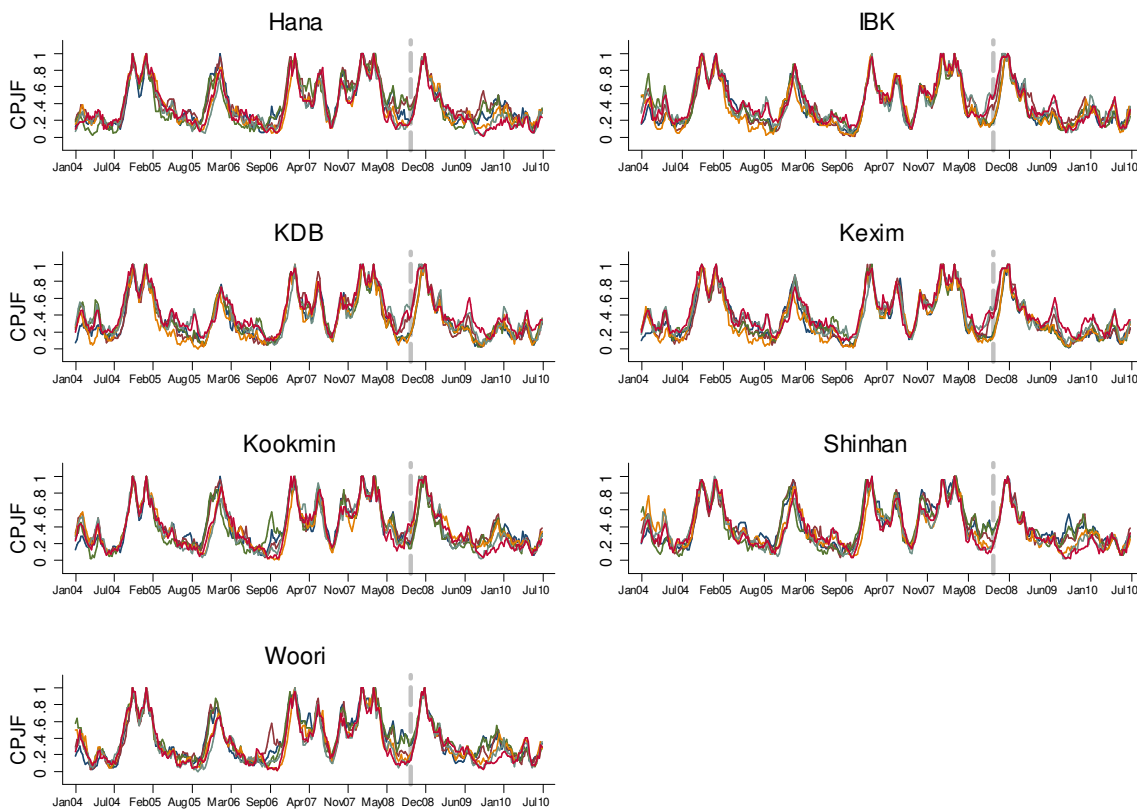 Hana
CPJF
0 .2 .4 .6 .8 1
Jan04 Jul04 Feb05 Aug05 Mar06 Sep06 Apr07 Nov07 May08 Dec08 Jun09 Jan10 Jul10
IBK
0 .2 .4 .6 .8 1
Jan04 Jul04 Feb05 Aug05 Mar06 Sep06 Apr07 Nov07 May08 Dec08 Jun09 Jan10 Jul10
KDB
CPJF
0 .2 .4 .6 .8 1
Jan04 Jul04 Feb05 Aug05 Mar06 Sep06 Apr07 Nov07 May08 Dec08 Jun09 Jan10 Jul10
Kexim
0 .2 .4 .6 .8 1
Jan04 Jul04 Feb05 Aug05 Mar06 Sep06 Apr07 Nov07 May08 Dec08 Jun09 Jan10 Jul10
Kookmin
CPJF
0 .2 .4 .6 .8 1
Jan04 Jul04 Feb05 Aug05 Mar06 Sep06 Apr07 Nov07 May08 Dec08 Jun09 Jan10 Jul10
Shinhan
0 .2 .4 .6 .8 1
Jan04 Jul04 Feb05 Aug05 Mar06 Sep06 Apr07 Nov07 May08 Dec08 Jun09 Jan10 Jul10
Woori
CPJF
0 .2 .4 .6 .8 1
Jan04 Jul04 Feb05 Aug05 Mar06 Sep06 Apr07 Nov07 May08 Dec08 Jun09 Jan10 Jul10